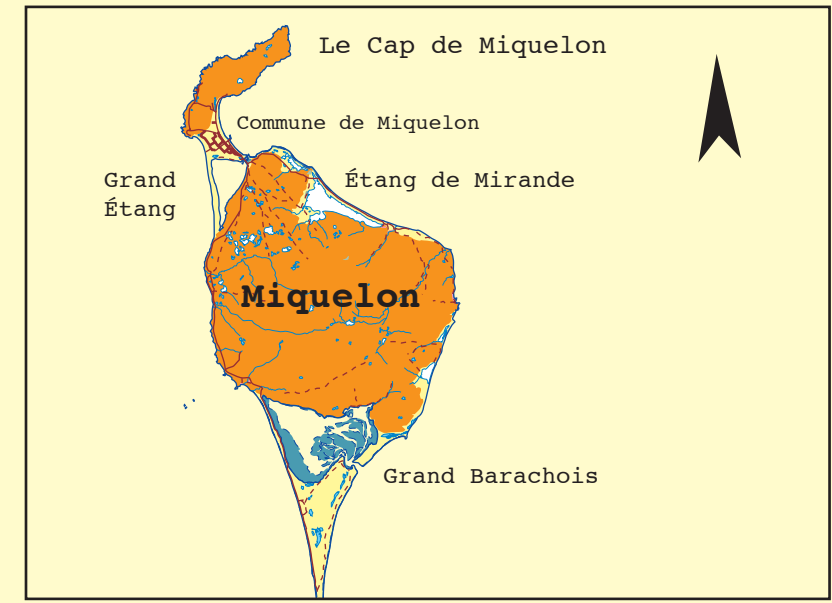 Le Cap de Miquelon
Commune de Miquelon
Grand
Étang
Étang de Mirande
Miquelon
Grand Barachois